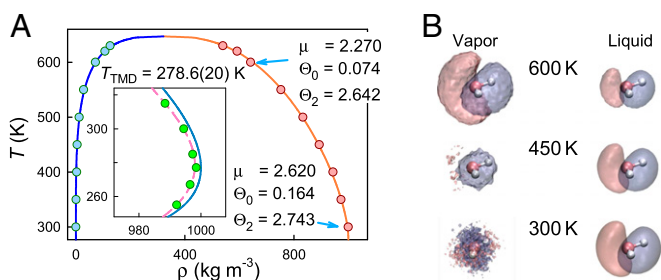 A
T (K)
600
500
400
300
0
400
800
ρ (kg m⁻³)
T_TMD = 278.6(20) K
300
260
980
1000
μ = 2.270
Θ₀ = 0.074
Θ₂ = 2.642
μ = 2.620
Θ₀ = 0.164
Θ₂ = 2.743
B
Vapor
Liquid
600 K
450 K
300 K